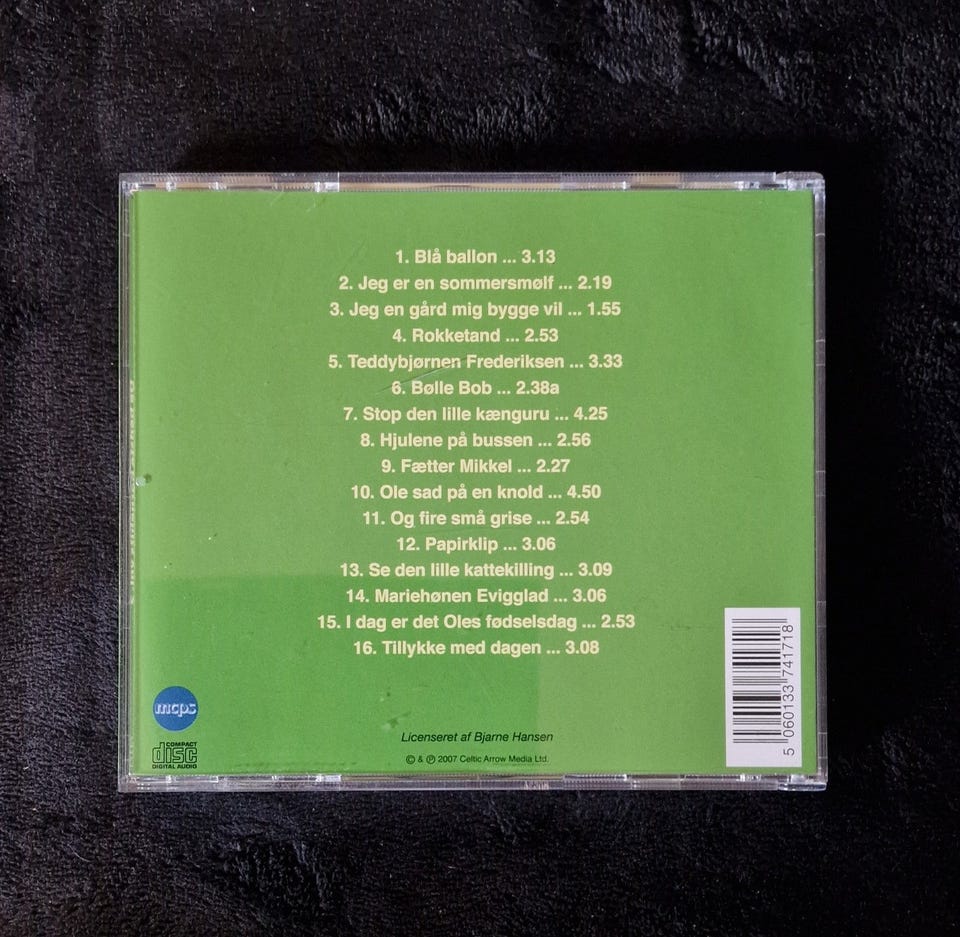 1. Blå ballon ... 3.13
2. Jeg er en sommersmølf ... 2.19
3. Jeg en gård mig bygge vil ... 1.55
4. Rokketand ... 2.53
5. Teddybjørnen Frederiksen ... 3.33
6. Bølle Bob ... 2.38a
7. Stop den lille kænguru ... 4.25
8. Hjulene på bussen ... 2.56
9. Fætter Mikkel ... 2.27
10. Ole sad på en knold ... 4.50
11. Og fire små grise ... 2.54
12. Papirklip ... 3.06
13. Se den lille kattekilling ... 3.09
14. Mariehønen Evigglad ... 3.06
15. I dag er det Oles fødselsdag ... 2.53
16. Tillykke med dagen ... 3.08
mcps
COMPACT
disc
DIGITAL AUDIO
Licenseret af Bjarne Hansen
© & ℗ 2007 Celtic Arrow Media Ltd.
5 060133 741718